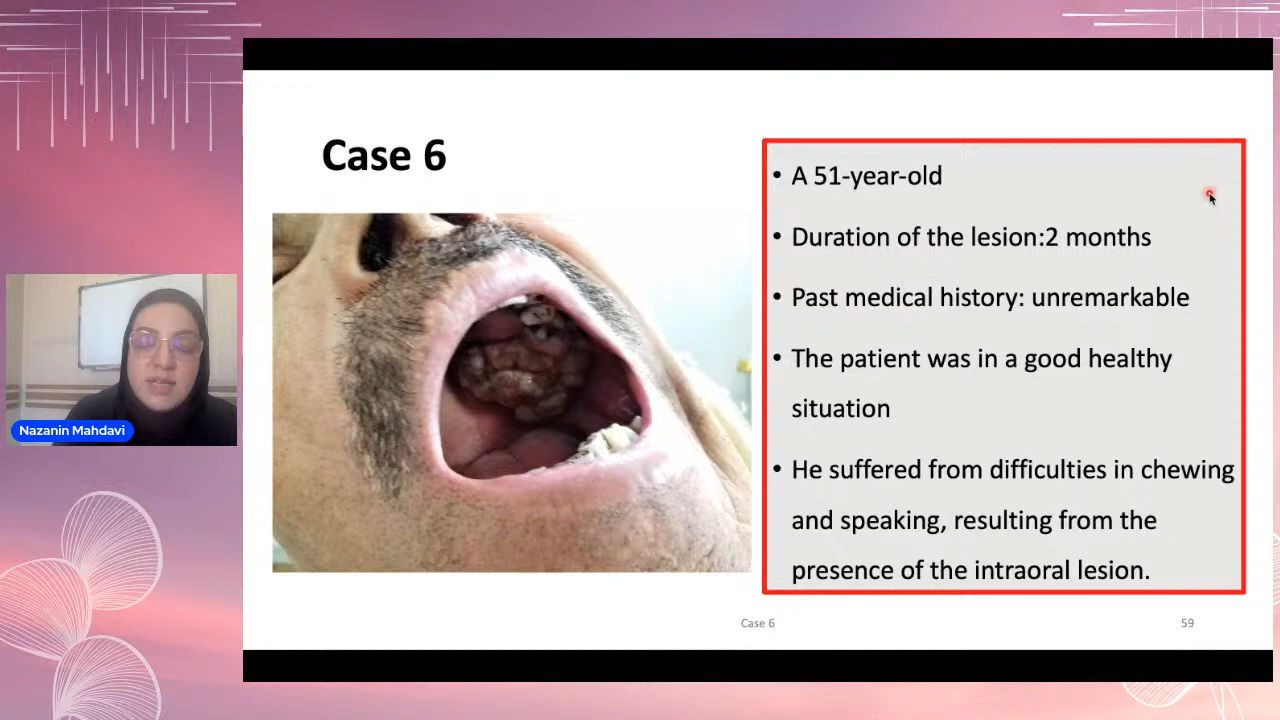 Case 6
• A 51-year-old
• Duration of the lesion:2 months
• Past medical history: unremarkable
• The patient was in a good healthy
situation
• He suffered from difficulties in chewing
and speaking, resulting from the
presence of the intraoral lesion.
Nazanin Mahdavi
Case 6
59